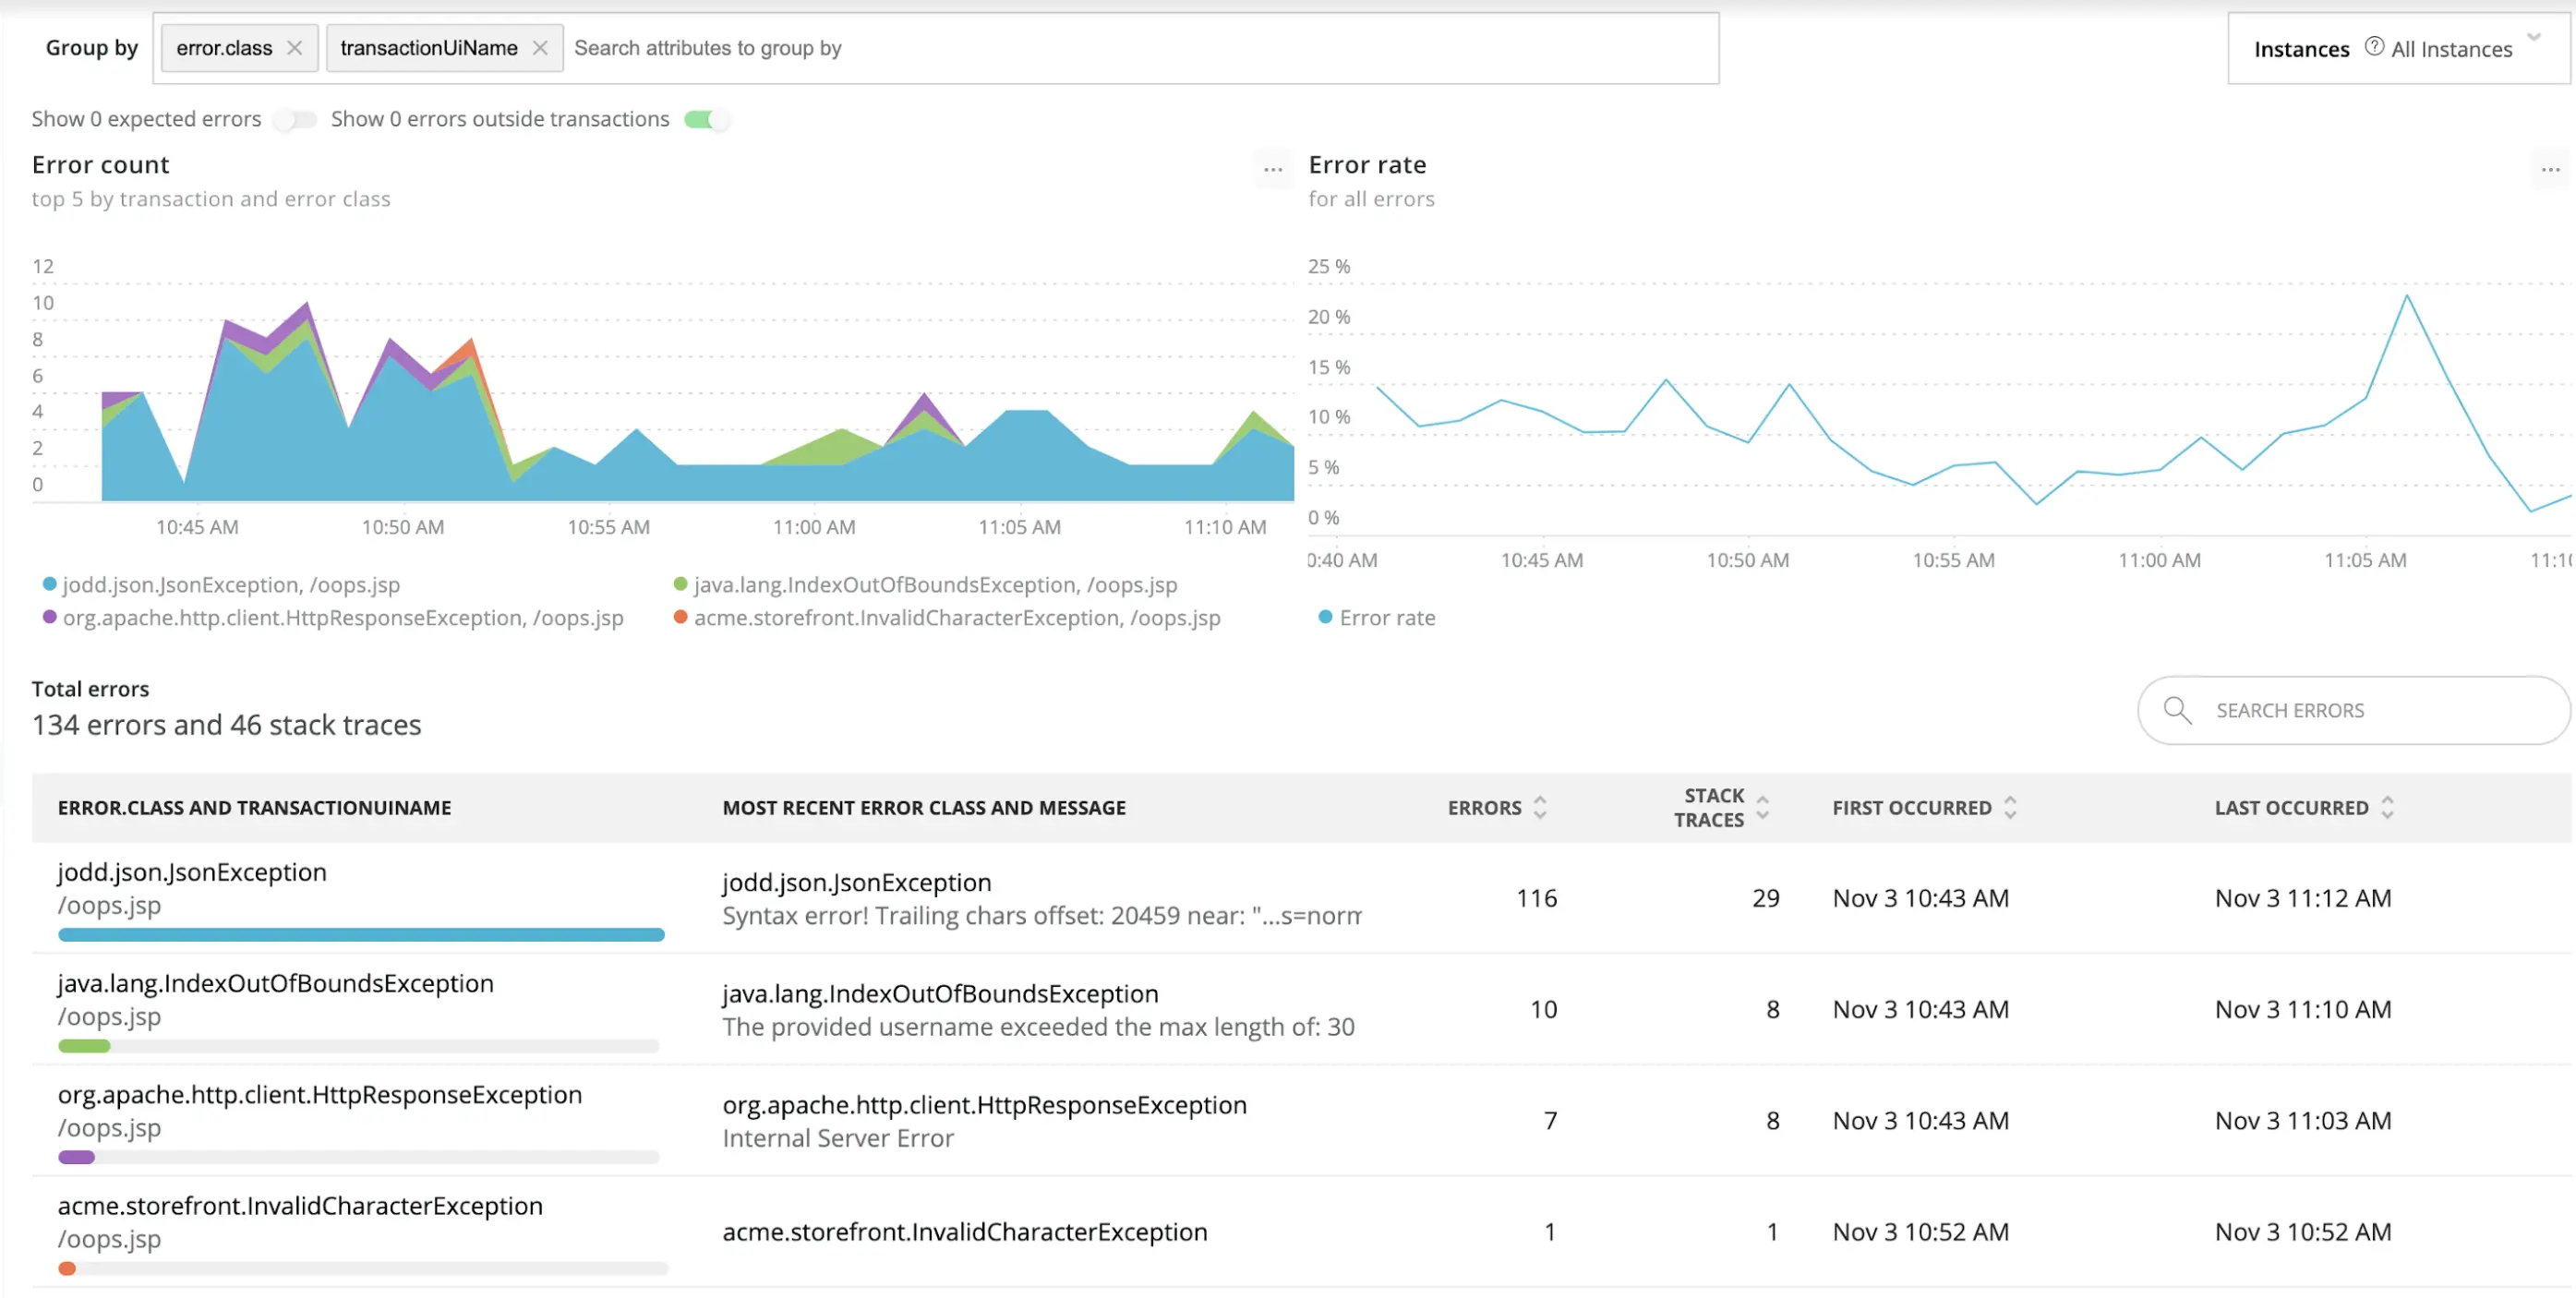 Group by error.class × transactionUiName × Search attributes to group by Instances ? All Instances
Show 0 expected errors Show 0 errors outside transactions
Error count
top 5 by transaction and error class
...
12
10
8
6
4
2
0
10:45 AM 10:50 AM 10:55 AM 11:00 AM 11:05 AM 11:10 AM
jodd.json.JsonException, /oops.jsp java.lang.IndexOutOfBoundsException, /oops.jsp
org.apache.http.client.HttpResponseException, /oops.jsp acme.storefront.InvalidCharacterException, /oops.jsp
Error rate
for all errors
...
25 %
20 %
15 %
10 %
5 %
0 %
0:40 AM 10:45 AM 10:50 AM 10:55 AM 11:00 AM 11:05 AM 11:10
Error rate
Total errors
134 errors and 46 stack traces
SEARCH ERRORS
ERROR.CLASS AND TRANSACTIONUINAME MOST RECENT ERROR CLASS AND MESSAGE ERRORS STACK TRACES FIRST OCCURRED LAST OCCURRED
jodd.json.JsonException
/oops.jsp
jodd.json.JsonException
Syntax error! Trailing chars offset: 20459 near: "...s=norm
116 29 Nov 3 10:43 AM Nov 3 11:12 AM
java.lang.IndexOutOfBoundsException
/oops.jsp
java.lang.IndexOutOfBoundsException
The provided username exceeded the max length of: 30
10 8 Nov 3 10:43 AM Nov 3 11:10 AM
org.apache.http.client.HttpResponseException
/oops.jsp
org.apache.http.client.HttpResponseException
Internal Server Error
7 8 Nov 3 10:43 AM Nov 3 11:03 AM
acme.storefront.InvalidCharacterException
/oops.jsp
acme.storefront.InvalidCharacterException
1 1 Nov 3 10:52 AM Nov 3 10:52 AM